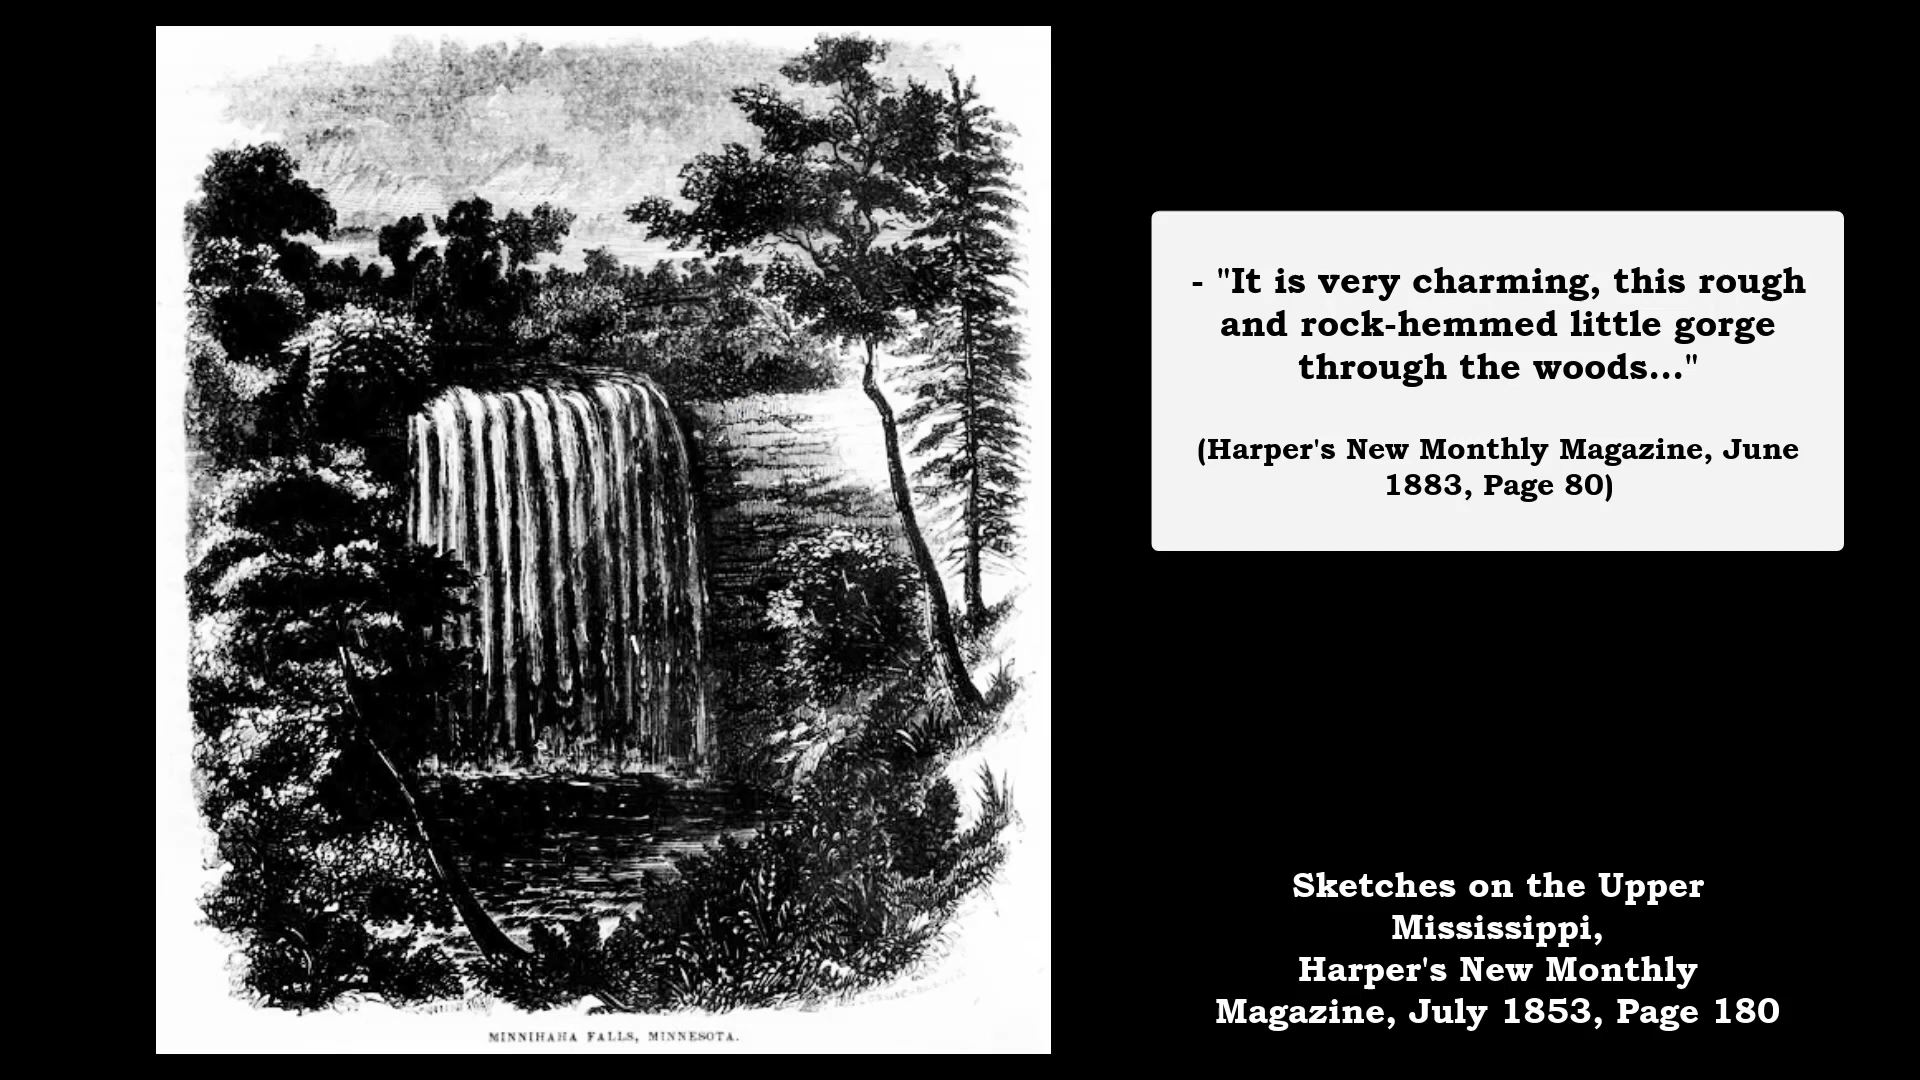 - "It is very charming, this rough
and rock-hemmed little gorge
through the woods..."
(Harper's New Monthly Magazine, June
1883, Page 80)
Sketches on the Upper
Mississippi,
Harper's New Monthly
Magazine, July 1853, Page 180
MINNIHAHA FALLS, MINNESOTA.